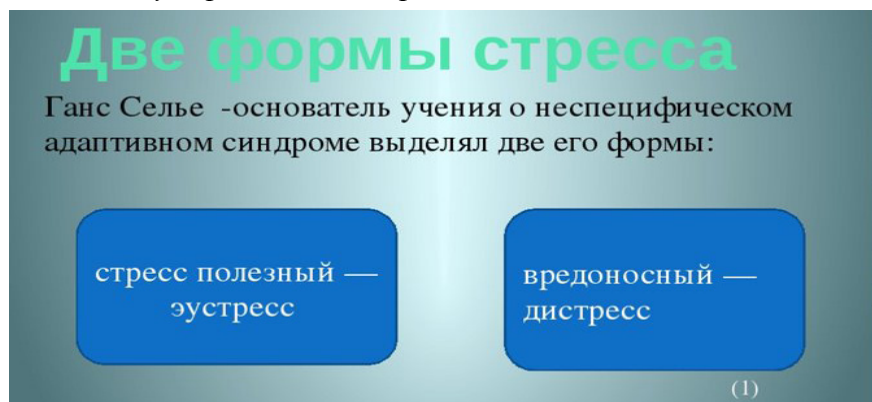 Две формы стресса
Ганс Селье -основатель учения о неспецифическом
адаптивном синдроме выделял две его формы:
стресс полезный —
эустресс
вредоносный —
дистресс
(1)